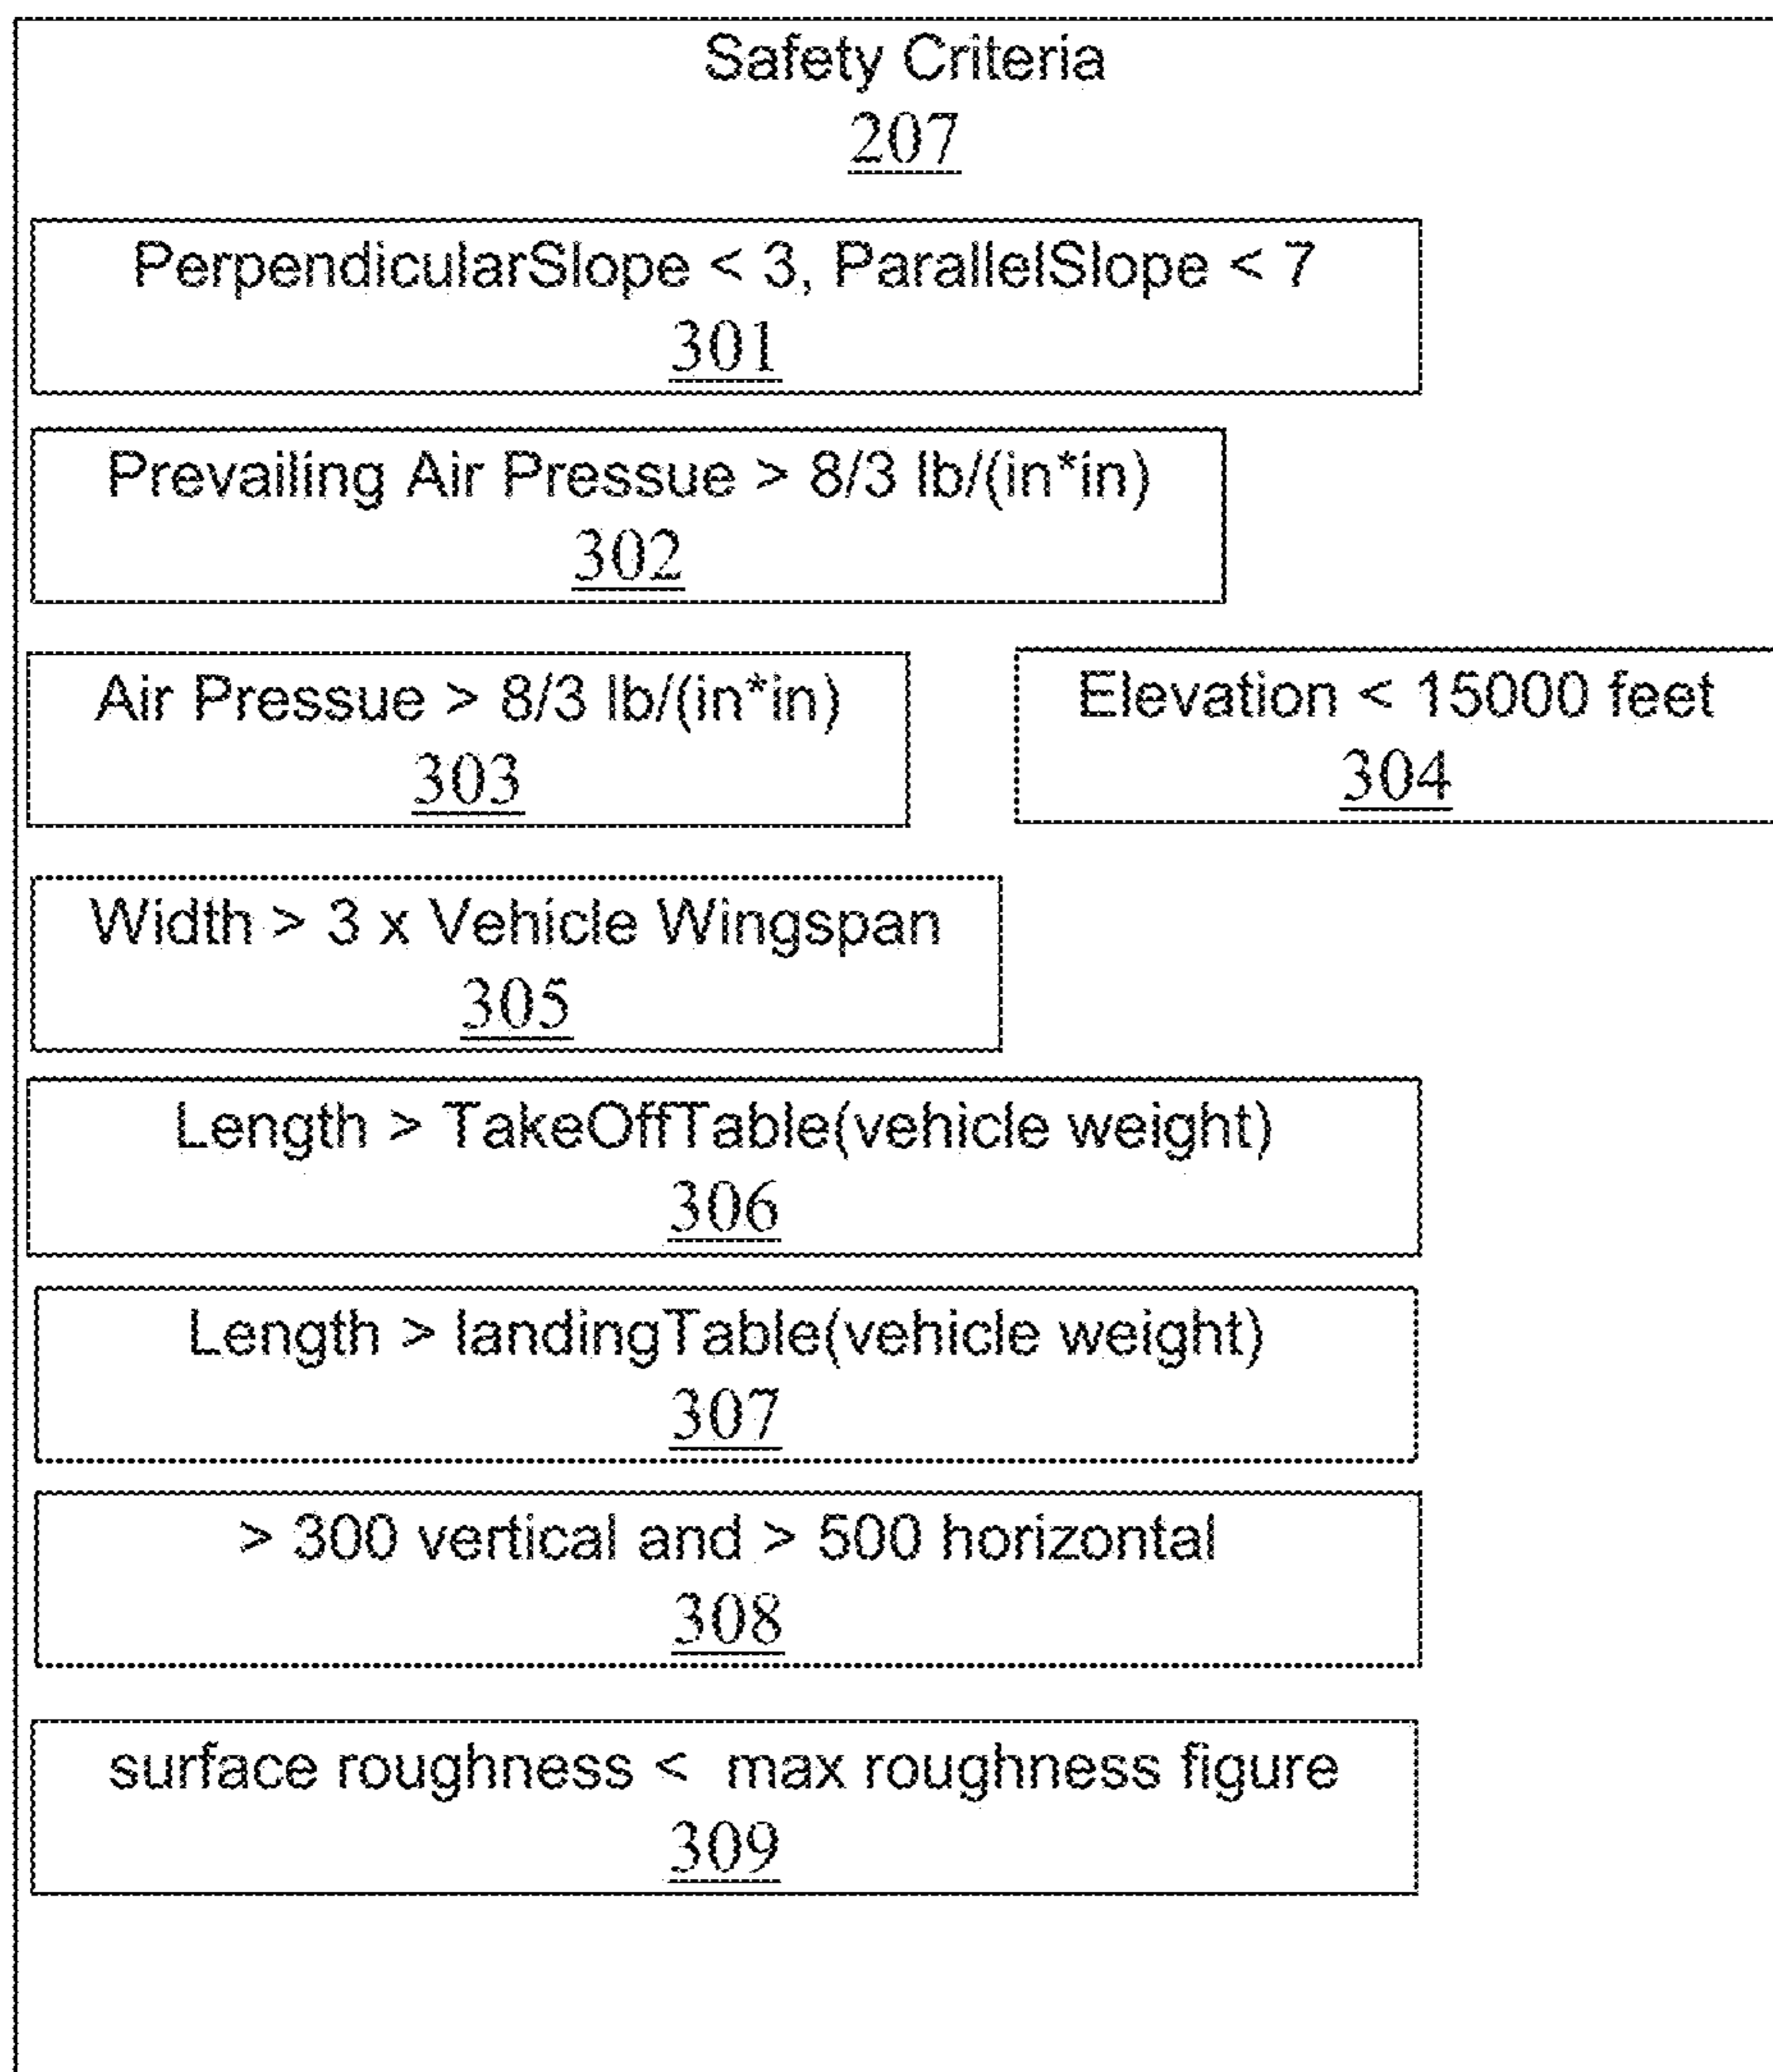 Safety Criteria
207
PerpendicularSlope < 3, ParallelSlope < 7
301
Prevailing Air Pressue > 8/3 lb/(in*in)
302
Air Pressue > 8/3 lb/(in*in)
303
Elevation < 15000 feet
304
Width > 3 x Vehicle Wingspan
305
Length > TakeOffTable(vehicle weight)
306
Length > landingTable(vehicle weight)
307
> 300 vertical and > 500 horizontal
308
surface roughness < max roughness figure
309